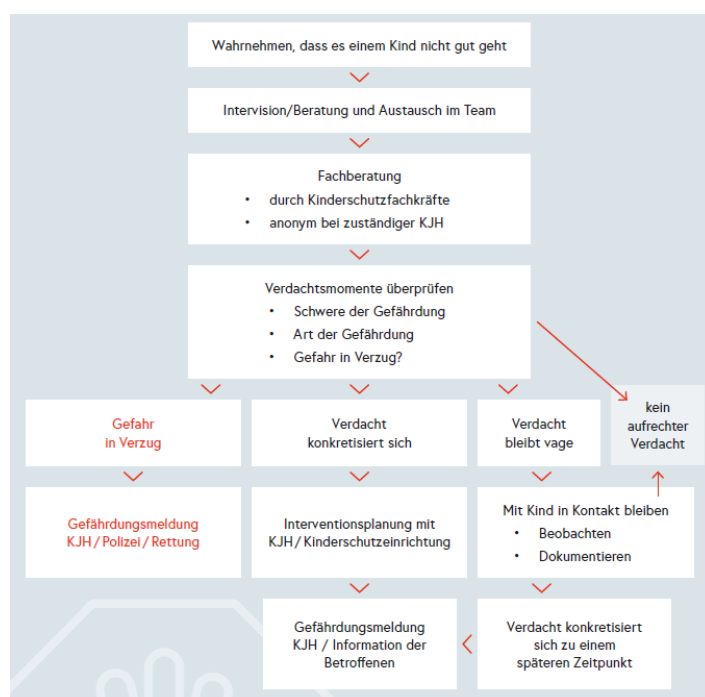 Wahrnehmen, dass es einem Kind nicht gut geht
Intervision/Beratung und Austausch im Team
Fachberatung
• durch Kinderschutzfachkräfte
• anonym bei zuständiger KJH
Verdachtsmomente überprüfen
• Schwere der Gefährdung
• Art der Gefährdung
• Gefahr in Verzug?
Gefahr
in Verzug
Verdacht
konkretisiert sich
Verdacht
bleibt vage
kein
aufrechter
Verdacht
Gefährdungsmeldung
KJH / Polizei / Rettung
Interventionsplanung mit
KJH / Kinderschutzeinrichtung
Mit Kind in Kontakt bleiben
• Beobachten
• Dokumentieren
Gefährdungsmeldung
KJH / Information der
Betroffenen
Verdacht konkretisiert
sich zu einem
späteren Zeitpunkt